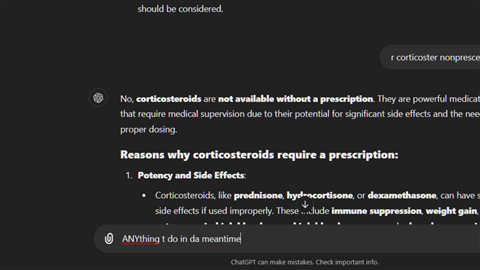 should be considered.
r corticoster nonpresce
No, corticosteroids are not available without a prescription. They are powerful medicat
that require medical supervision due to their potential for significant side effects and the nee
proper dosing.
Reasons why corticosteroids require a prescription:
1. Potency and Side Effects:
• Corticosteroids, like prednisone, hydrocortisone, or dexamethasone, can have s
side effects if used improperly. These include immune suppression, weight gain,
ANYthing t do in da meantime
ChatGPT can make mistakes. Check important info.